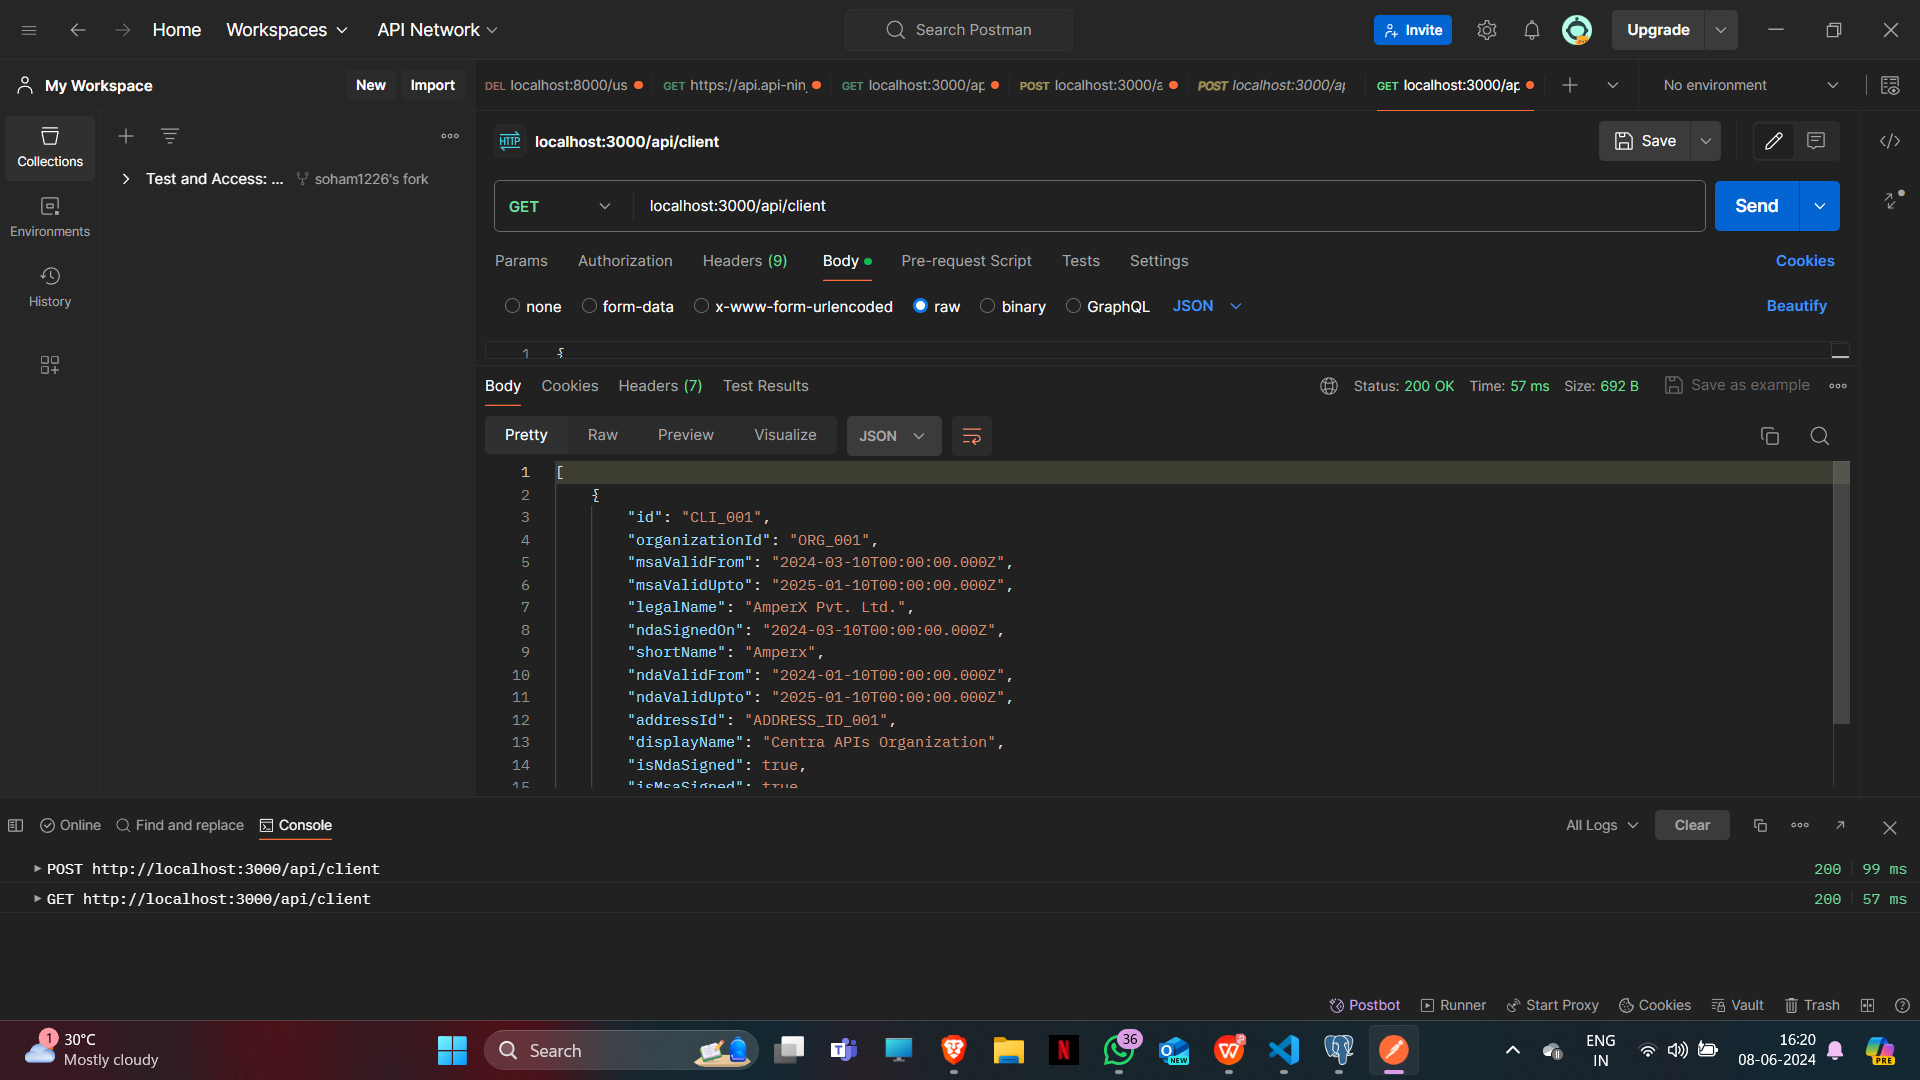 Home Workspaces API Network Search Postman Invite Upgrade
My Workspace New Import DEL localhost:8000/us GET https://api.api-nin GET localhost:3000/ap POST localhost:3000/a POST localhost:3000/ap GET localhost:3000/ap No environment
Collections
Environments
History
Test and Access: ... soham1226's fork
HTTP localhost:3000/api/client Save
GET localhost:3000/api/client Send
Params Authorization Headers (9) Body Pre-request Script Tests Settings Cookies
none form-data x-www-form-urlencoded raw binary GraphQL JSON Beautify
1 {
Body Cookies Headers (7) Test Results Status: 200 OK Time: 57 ms Size: 692 B Save as example
Pretty Raw Preview Visualize JSON
1 [
2 {
3 "id": "CLI_001",
4 "organizationId": "ORG_001",
5 "msaValidFrom": "2024-03-10T00:00:00.000Z",
6 "msaValidUpto": "2025-01-10T00:00:00.000Z",
7 "legalName": "AmperX Pvt. Ltd.",
8 "ndaSignedOn": "2024-03-10T00:00:00.000Z",
9 "shortName": "Amperx",
10 "ndaValidFrom": "2024-01-10T00:00:00.000Z",
11 "ndaValidUpto": "2025-01-10T00:00:00.000Z",
12 "addressId": "ADDRESS_ID_001",
13 "displayName": "Centra APIs Organization",
14 "isNdaSigned": true,
15 "isMsaSigned": true
Online Find and replace Console All Logs Clear
POST http://localhost:3000/api/client 200 99 ms
GET http://localhost:3000/api/client 200 57 ms
Postbot Runner Start Proxy Cookies Vault Trash
1 30°C
Mostly cloudy
Search
36
NEW
PRE
ENG
IN
16:20
08-06-2024